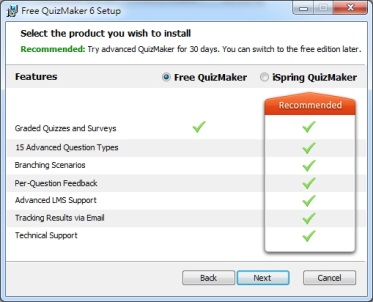 Free QuizMaker 6 Setup
Select the product you wish to install
Recommended: Try advanced QuizMaker for 30 days. You can switch to the free edition later.
Features Free QuizMaker iSpring QuizMaker
Recommended
Graded Quizzes and Surveys
15 Advanced Question Types
Branching Scenarios
Per-Question Feedback
Advanced LMS Support
Tracking Results via Email
Technical Support
Back Next Cancel